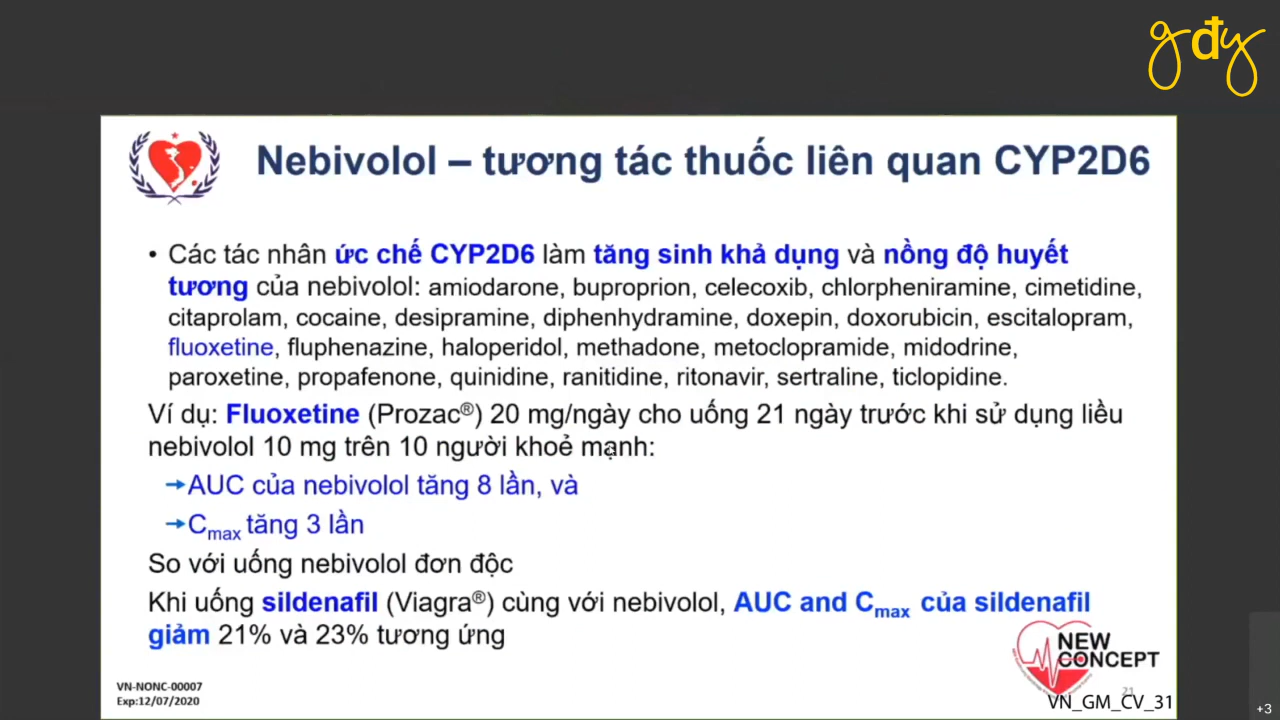 gđy
Nebivolol – tương tác thuốc liên quan CYP2D6
• Các tác nhân ức chế CYP2D6 làm tăng sinh khả dụng và nồng độ huyết
tương của nebivolol: amiodarone, buproprion, celecoxib, chlorpheniramine, cimetidine,
citaprolam, cocaine, desipramine, diphenhydramine, doxepin, doxorubicin, escitalopram,
fluoxetine, fluphenazine, haloperidol, methadone, metoclopramide, midodrine,
paroxetine, propafenone, quinidine, ranitidine, ritonavir, sertraline, ticlopidine.
Ví dụ: Fluoxetine (Prozac®) 20 mg/ngày cho uống 21 ngày trước khi sử dụng liều
nebivolol 10 mg trên 10 người khoẻ mạnh:
→AUC của nebivolol tăng 8 lần, và
→Cmax tăng 3 lần
So với uống nebivolol đơn độc
Khi uống sildenafil (Viagra®) cùng với nebivolol, AUC and Cmax của sildenafil
giảm 21% và 23% tương ứng
NEW
CONCEPT
VN-NONC-00007
Exp:12/07/2020
21
VN_GM_CV_31
+3